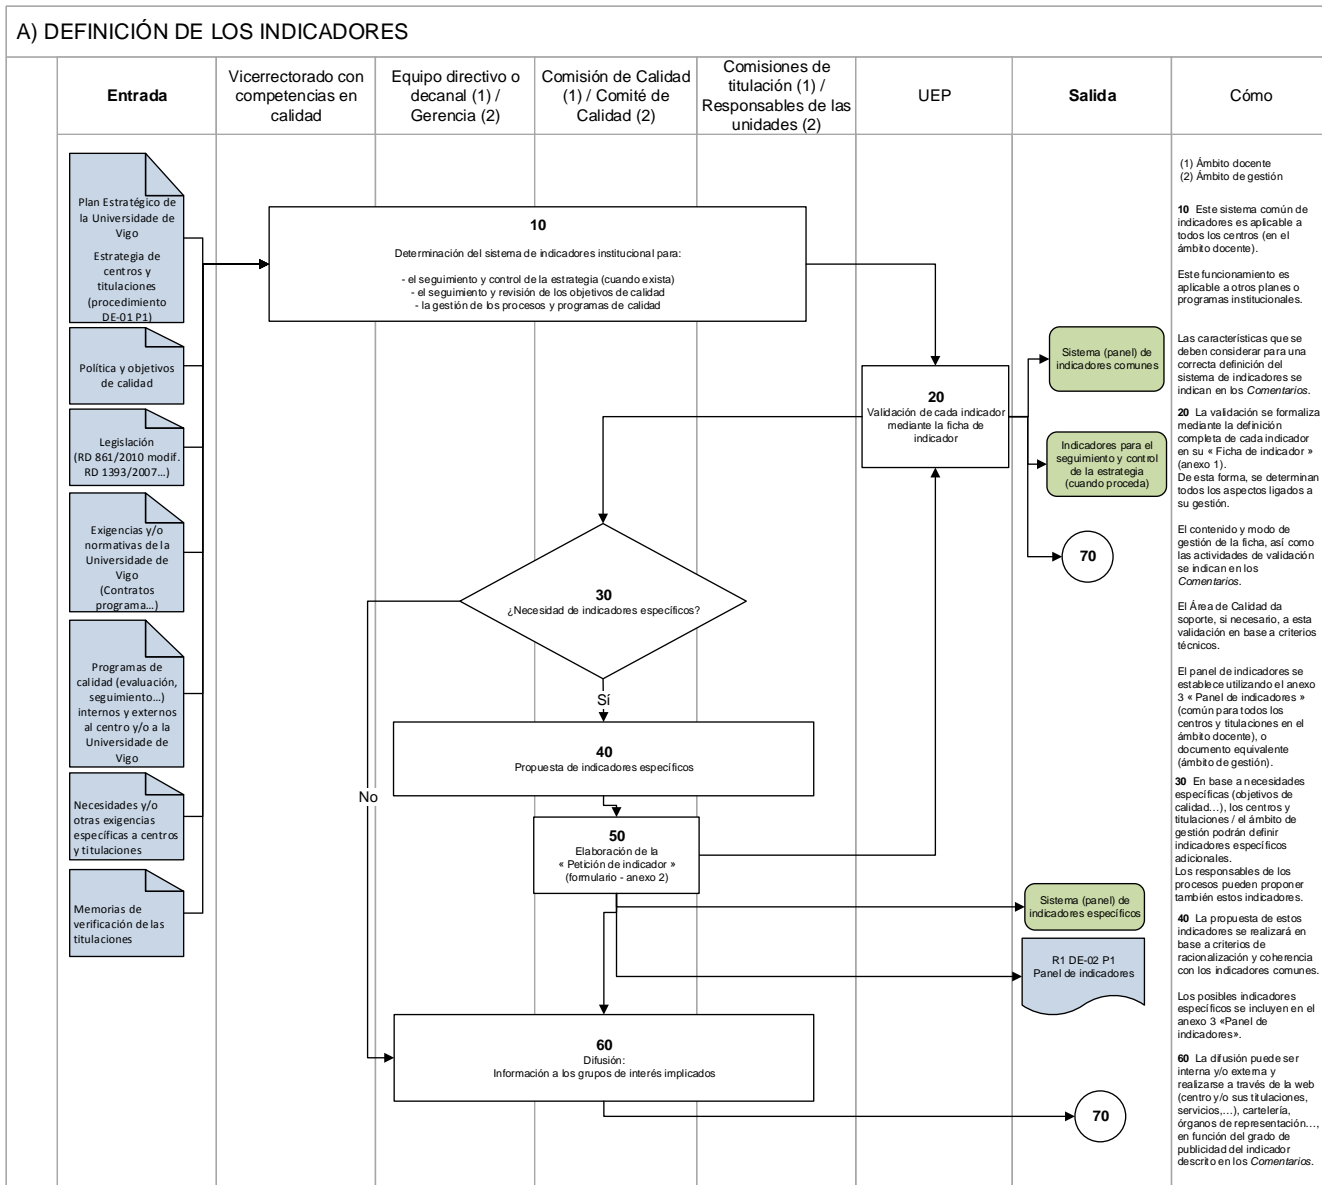 A) DEFINICIÓN DE LOS INDICADORES
Entrada
Vicerrectorado con
competencias en
calidad
Equipo directivo o
decanal (1) /
Gerencia (2)
Comisión de Calidad
(1) / Comité de
Calidad (2)
Comisiones de
titulación (1) /
Responsables de las
unidades (2)
UEP
Salida
Cómo
Plan Estratégico de
la Universidade de
Vigo
Estrategia de
centros y
titulaciones
(procedimiento
DE-01 P1)
Política y objetivos
de calidad
Legislación
(RD 861/2010 modif.
RD 1393/2007...)
Exigencias y/o
normativas de la
Universidade de
Vigo
(Contratos
programa...)
Programas de
calidad (evaluación,
seguimiento...)
internos y externos
al centro y/o a la
Universidade de
Vigo
Necesidades y/o
otras exigencias
específicas a centros
y titulaciones
Memorias de
verificación de las
titulaciones
10
Determinación del sistema de indicadores institucional para:
- el seguimiento y control de la estrategia (cuando exista)
- el seguimiento y revisión de los objetivos de calidad
- la gestión de los procesos y programas de calidad
20
Validación de cada indicador
mediante la ficha de
indicador
30
¿Necesidad de indicadores específicos?
Sí
No
40
Propuesta de indicadores específicos
50
Elaboración de la
« Petición de indicador »
(formulario - anexo 2)
60
Difusión:
Información a los grupos de interés implicados
Sistema (panel) de
indicadores comunes
Indicadores para el
seguimiento y control
de la estrategia
(cuando proceda)
70
Sistema (panel) de
indicadores específicos
R1 DE-02 P1
Panel de indicadores
70
(1) Ámbito docente
(2) Ámbito de gestión
10 Este sistema común de
indicadores es aplicable a
todos los centros (en el
ámbito docente).
Este funcionamiento es
aplicable a otros planes o
programas institucionales.
Las características que se
deben considerar para una
correcta definición del
sistema de indicadores se
indican en los Comentarios.
20 La validación se formaliza
mediante la definición
completa de cada indicador
en su « Ficha de indicador »
(anexo 1).
De esta forma, se determinan
todos los aspectos ligados a
su gestión.
El contenido y modo de
gestión de la ficha, así como
las actividades de validación
se indican en los
Comentarios.
El Área de Calidad da
soporte, si necesario, a esta
validación en base a criterios
técnicos.
El panel de indicadores se
establece utilizando el anexo
3 « Panel de indicadores »
(común para todos los
centros y titulaciones en el
ámbito docente), o
documento equivalente
(ámbito de gestión).
30 En base a necesidades
específicas (objetivos de
calidad...), los centros y
titulaciones / el ámbito de
gestión podrán definir
indicadores específicos
adicionales.
Los responsables de los
procesos pueden proponer
también estos indicadores.
40 La propuesta de estos
indicadores se realizará en
base a criterios de
racionalización y coherencia
con los indicadores comunes.
Los posibles indicadores
específicos se incluyen en el
anexo 3 «Panel de
indicadores».
60 La difusión puede ser
interna y/o externa y
realizarse a través de la web
(centro y/o sus titulaciones,
servicios,...), cartelería,
órganos de representación...,
en función del grado de
publicidad del indicador
descrito en los Comentarios.